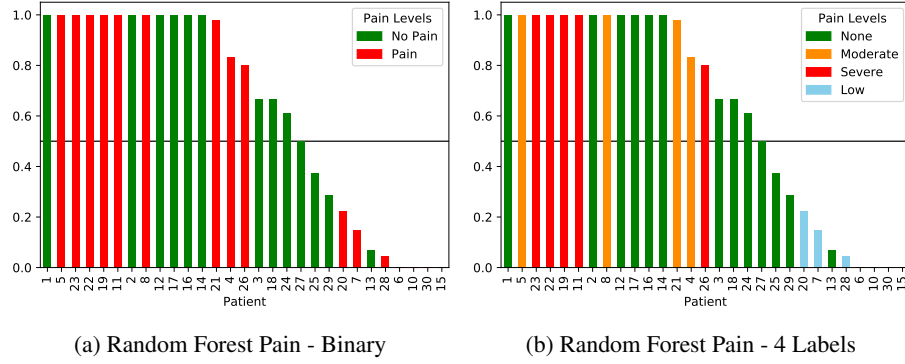 1.0
0.8
0.6
0.4
0.2
0.0
Pain Levels
No Pain
Pain
1 5 23 22 19 11 2 8 12 17 16 14 21 4 26 3 18 24 27 25 29 20 7 13 28 6 10 30 15
Patient
(a) Random Forest Pain - Binary
1.0
0.8
0.6
0.4
0.2
0.0
Pain Levels
None
Moderate
Severe
Low
1 5 23 22 19 11 2 8 12 17 16 14 21 4 26 3 18 24 27 25 29 20 7 13 28 6 10 30 15
Patient
(b) Random Forest Pain - 4 Labels